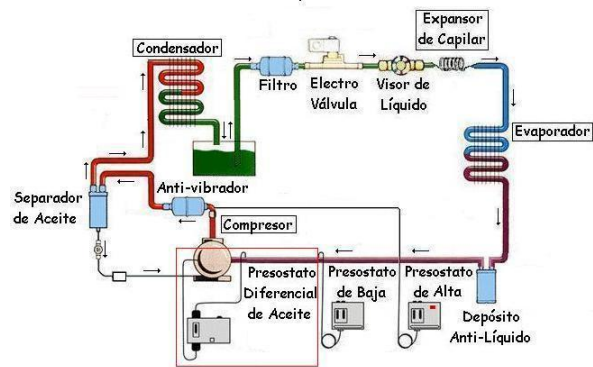 Expansor
de Capilar
Condensador
Filtro
Electro
Válvula
Visor de
Líquido
Evaporador
Anti-vibrador
Separador
de Aceite
Compresor
Presostato
Diferencial
de Aceite
Presostato
de Baja
Presostato
de Alta
Depósito
Anti-Líquido